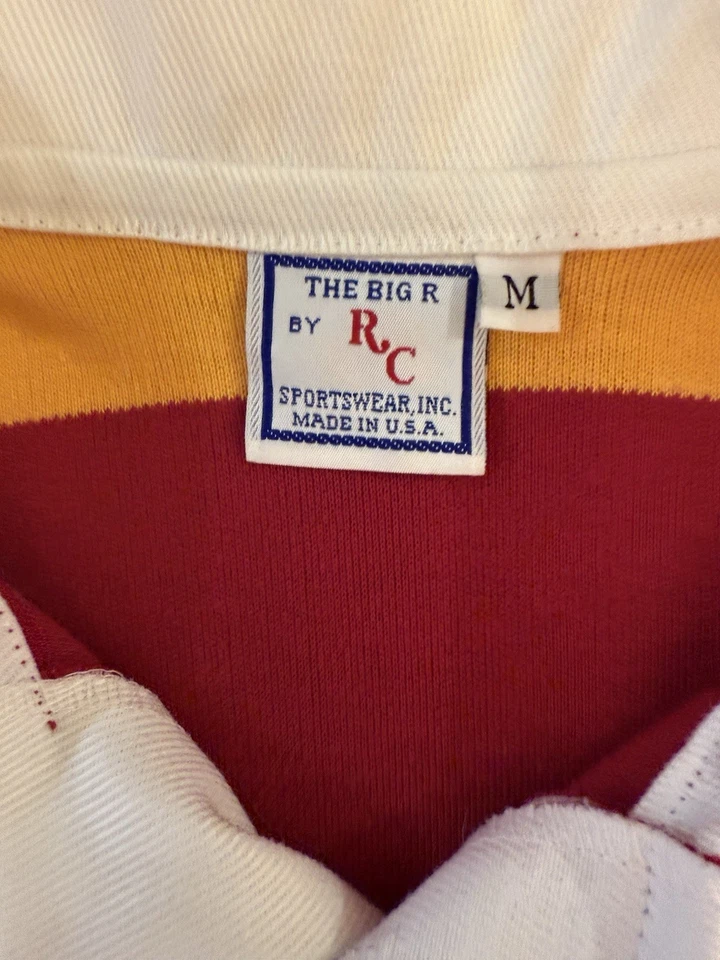 THE BIG R
BY RC
SPORTSWEAR, INC.
MADE IN U.S.A.
M